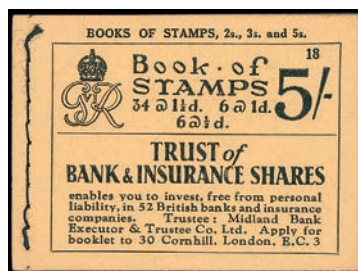 BOOKS OF STAMPS, 2s., 3s. and 5s.
18
Book · of
STAMPS
34 @ 1½d. 6 @ 1d.
6 @ ½d.
5/-
GVIR
TRUST of
BANK & INSURANCE SHARES
enables you to invest, free from personal
liability, in 52 British banks and insurance
companies. Trustee: Midland Bank
Executor & Trustee Co. Ltd. Apply for
booklet to 30 Cornhill, London, E.C. 3